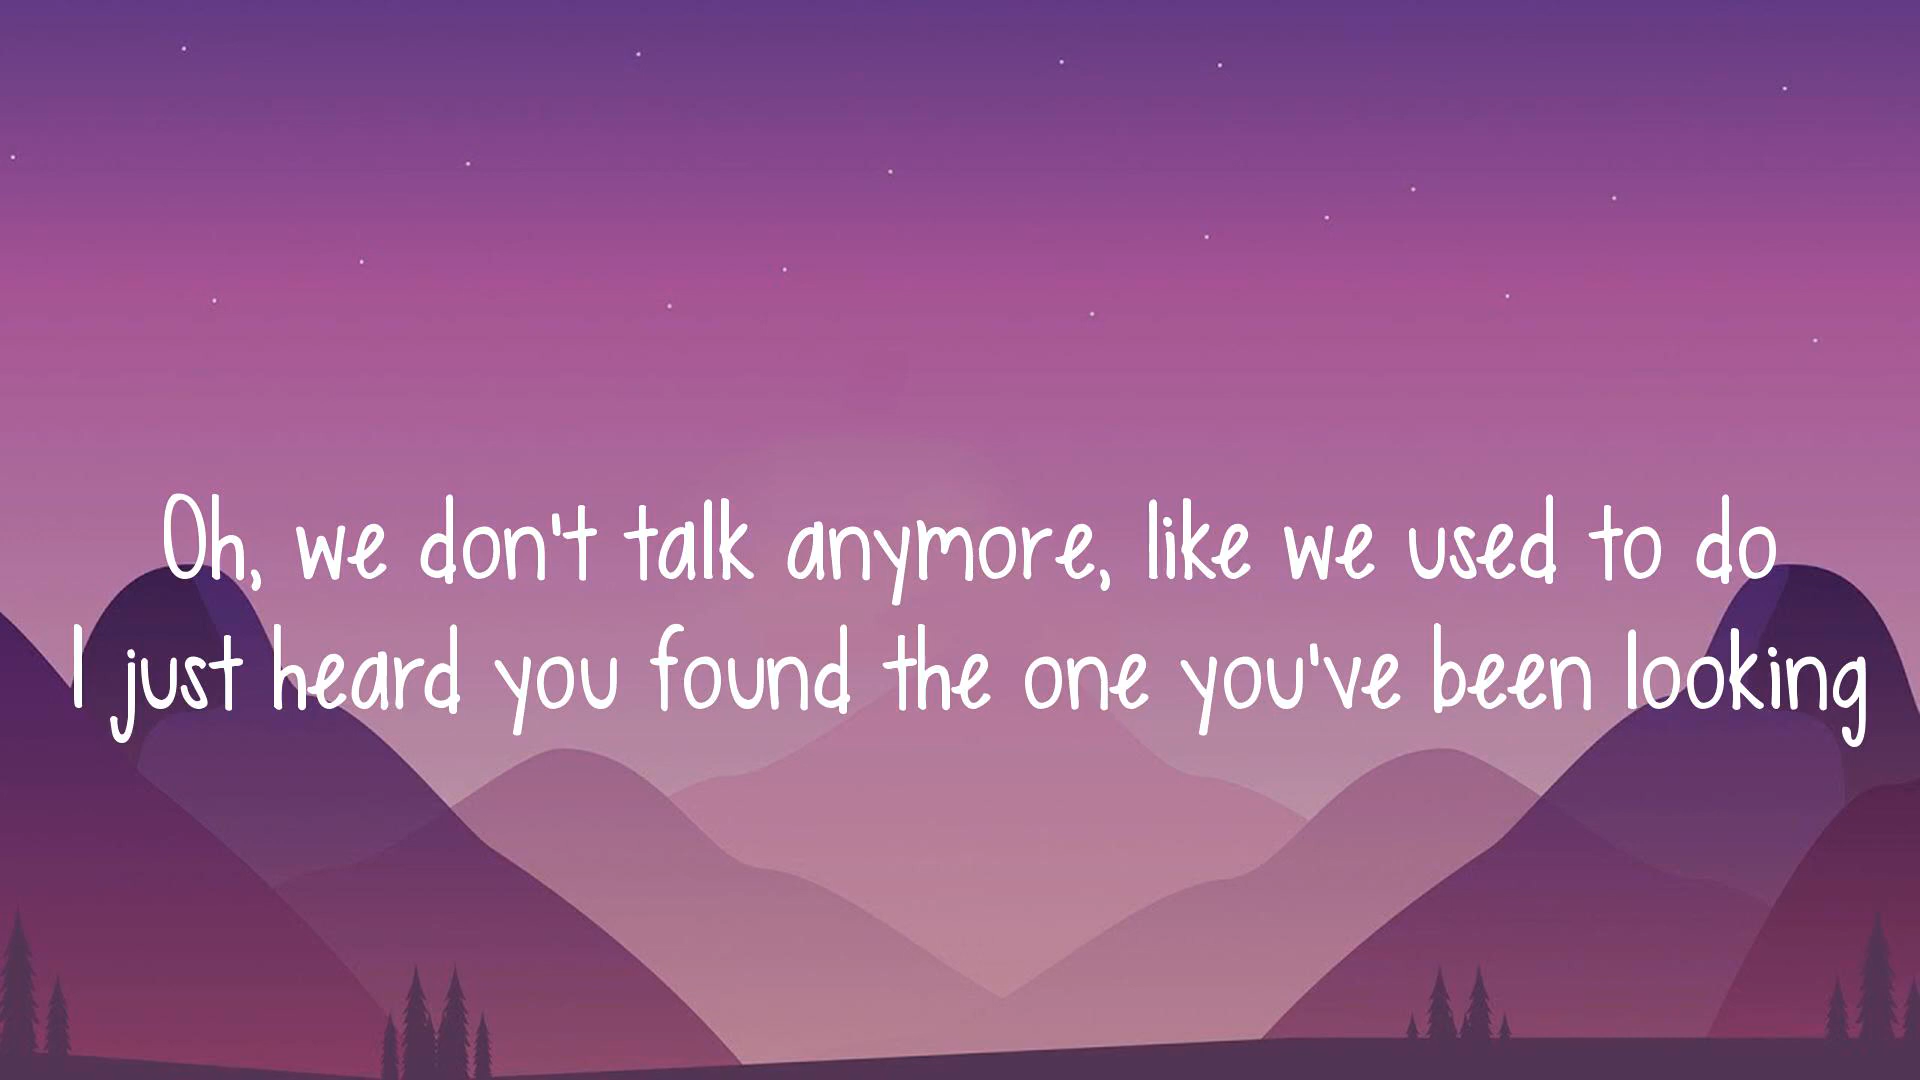 Oh, we don't talk anymore, like we used to do
I just heard you found the one you've been looking